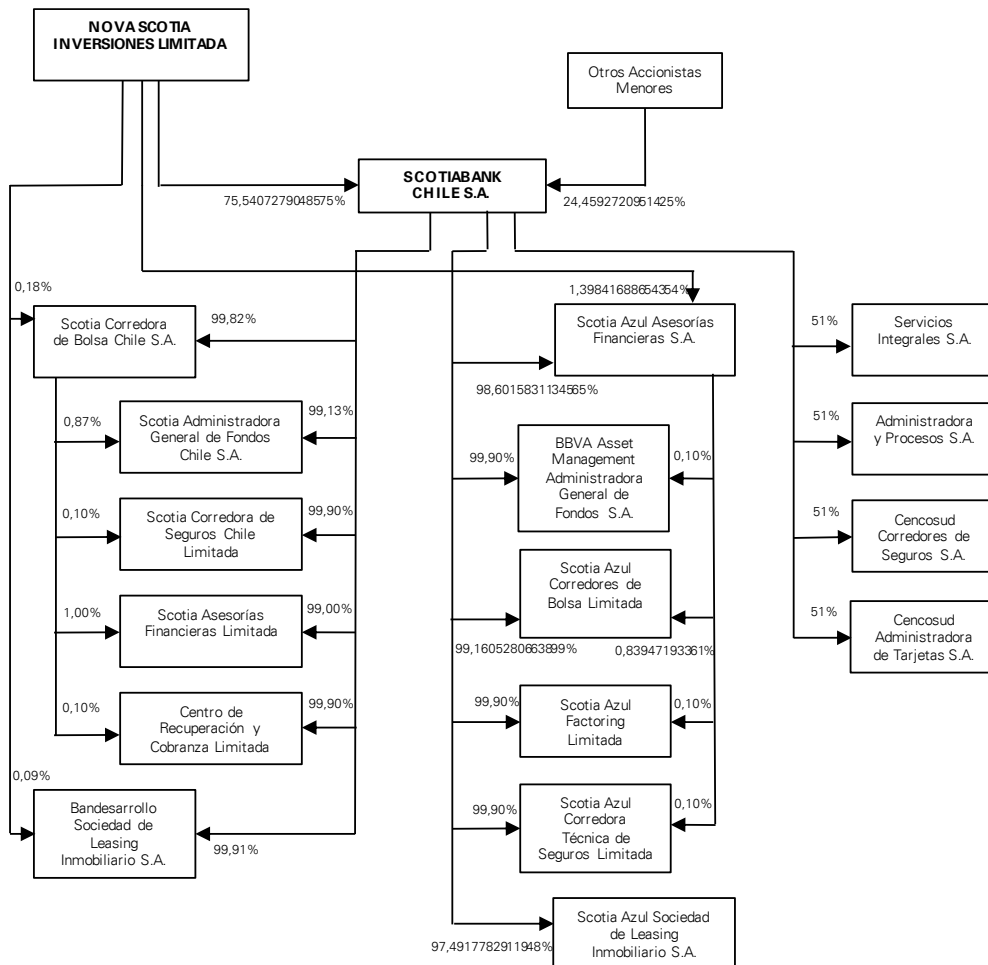 NOVA SCOTIA
INVERSIONES LIMITADA
Otros Accionistas
Menores
SCOTIABANK
CHILE S.A.
75,5407279048575%
24,4592720951425%
0,18%
Scotia Corredora
de Bolsa Chile S.A.
99,82%
1,39841688654354%
Scotia Azul Asesorías
Financieras S.A.
98,6015831134565%
51%
Servicios
Integrales S.A.
0,87%
Scotia Administradora
General de Fondos
Chile S.A.
99,13%
99,90%
BBVA Asset
Management
Administradora
General de
Fondos S.A.
0,10%
51%
Administradora
y Procesos S.A.
0,10%
Scotia Corredora de
Seguros Chile
Limitada
99,90%
51%
Cencosud
Corredores de
Seguros S.A.
Scotia Azul
Corredores de
Bolsa Limitada
99,1605280663899%
0,8394719336​1%
1,00%
Scotia Asesorías
Financieras Limitada
99,00%
51%
Cencosud
Administradora
de Tarjetas S.A.
0,10%
Centro de
Recuperación y
Cobranza Limitada
99,90%
99,90%
Scotia Azul
Factoring
Limitada
0,10%
0,09%
Bandesarrollo
Sociedad de
Leasing
Inmobiliario S.A.
99,91%
99,90%
Scotia Azul
Corredora
Técnica de
Seguros Limitada
0,10%
Scotia Azul Sociedad
de Leasing
Inmobiliario S.A.
97,4917782911948%